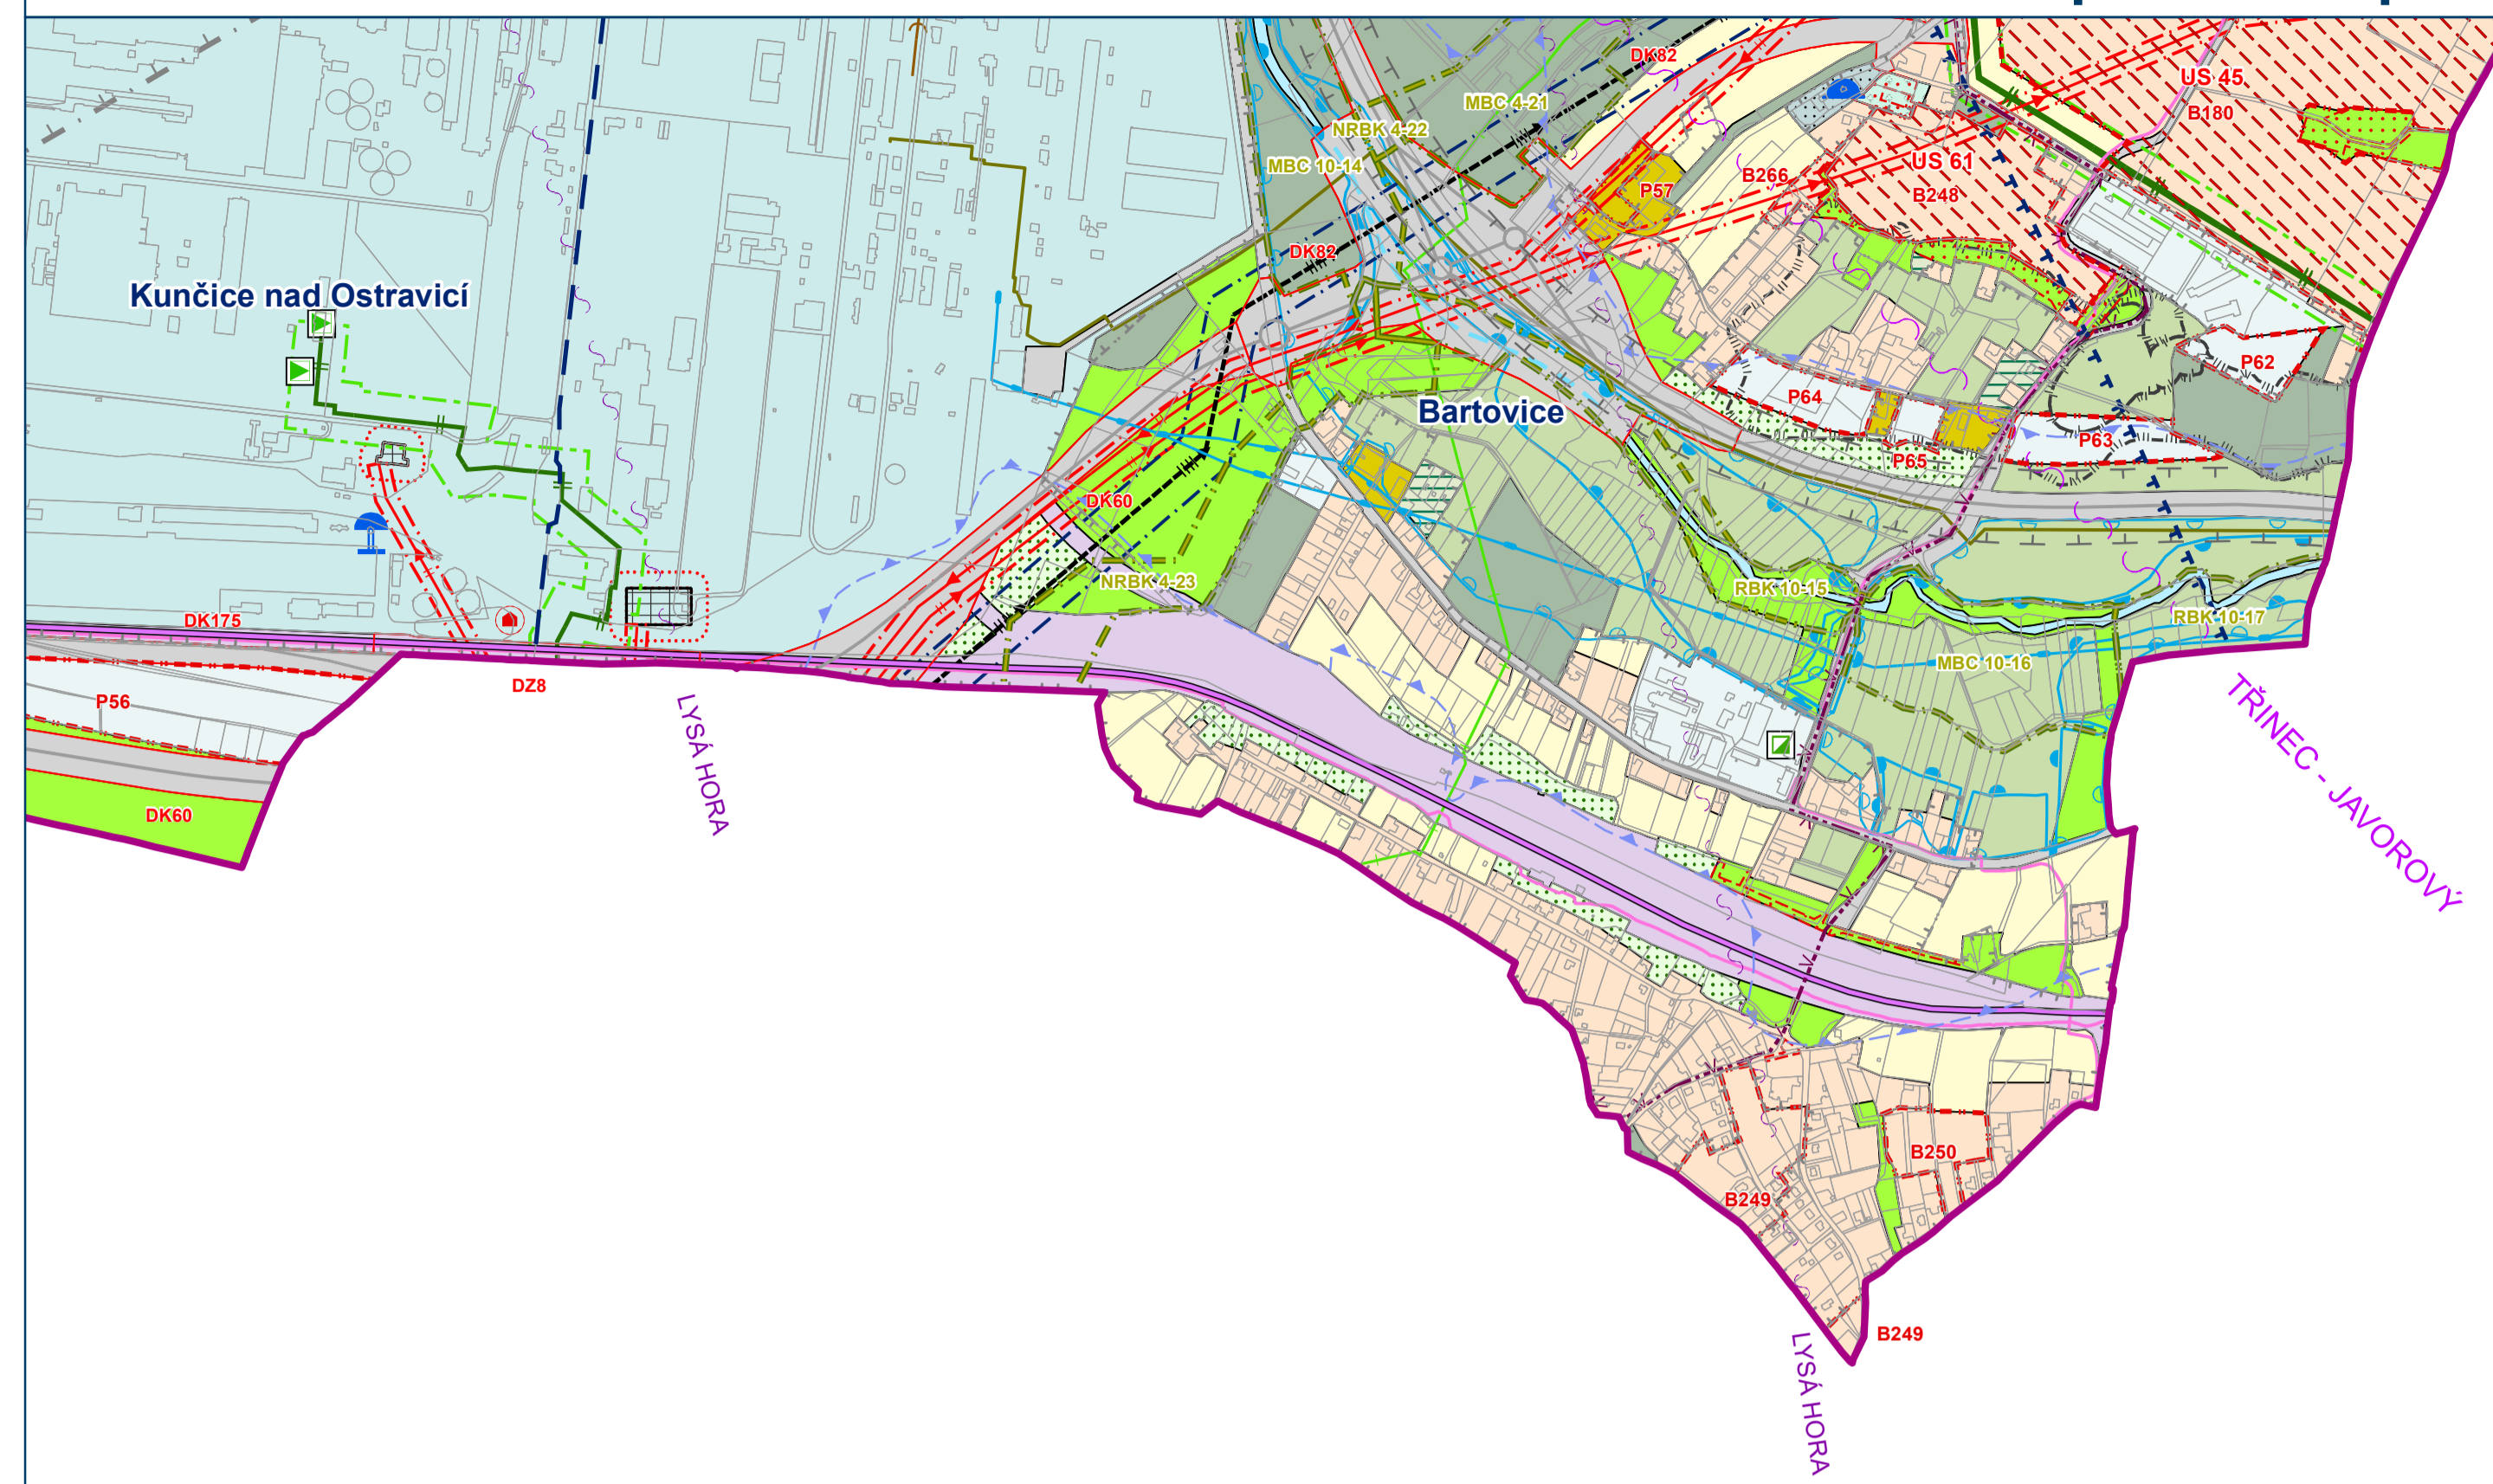 DK82
US 45
MBC 4-21
B180
NRBK 4-22
US 61
MBC 10-14
B266
P57
B248
DK82
Kunčice nad Ostravicí
P62
P64
Bartovice
P63
P65
DK60
NRBK 4-23
RBK 10-15
DK175
RBK 10-17
MBC 10-16
DZ8
P56
LYSÁ HORA
TŘINEC - JAVOROVÝ
DK60
B250
B249
B249
LYSÁ HORA